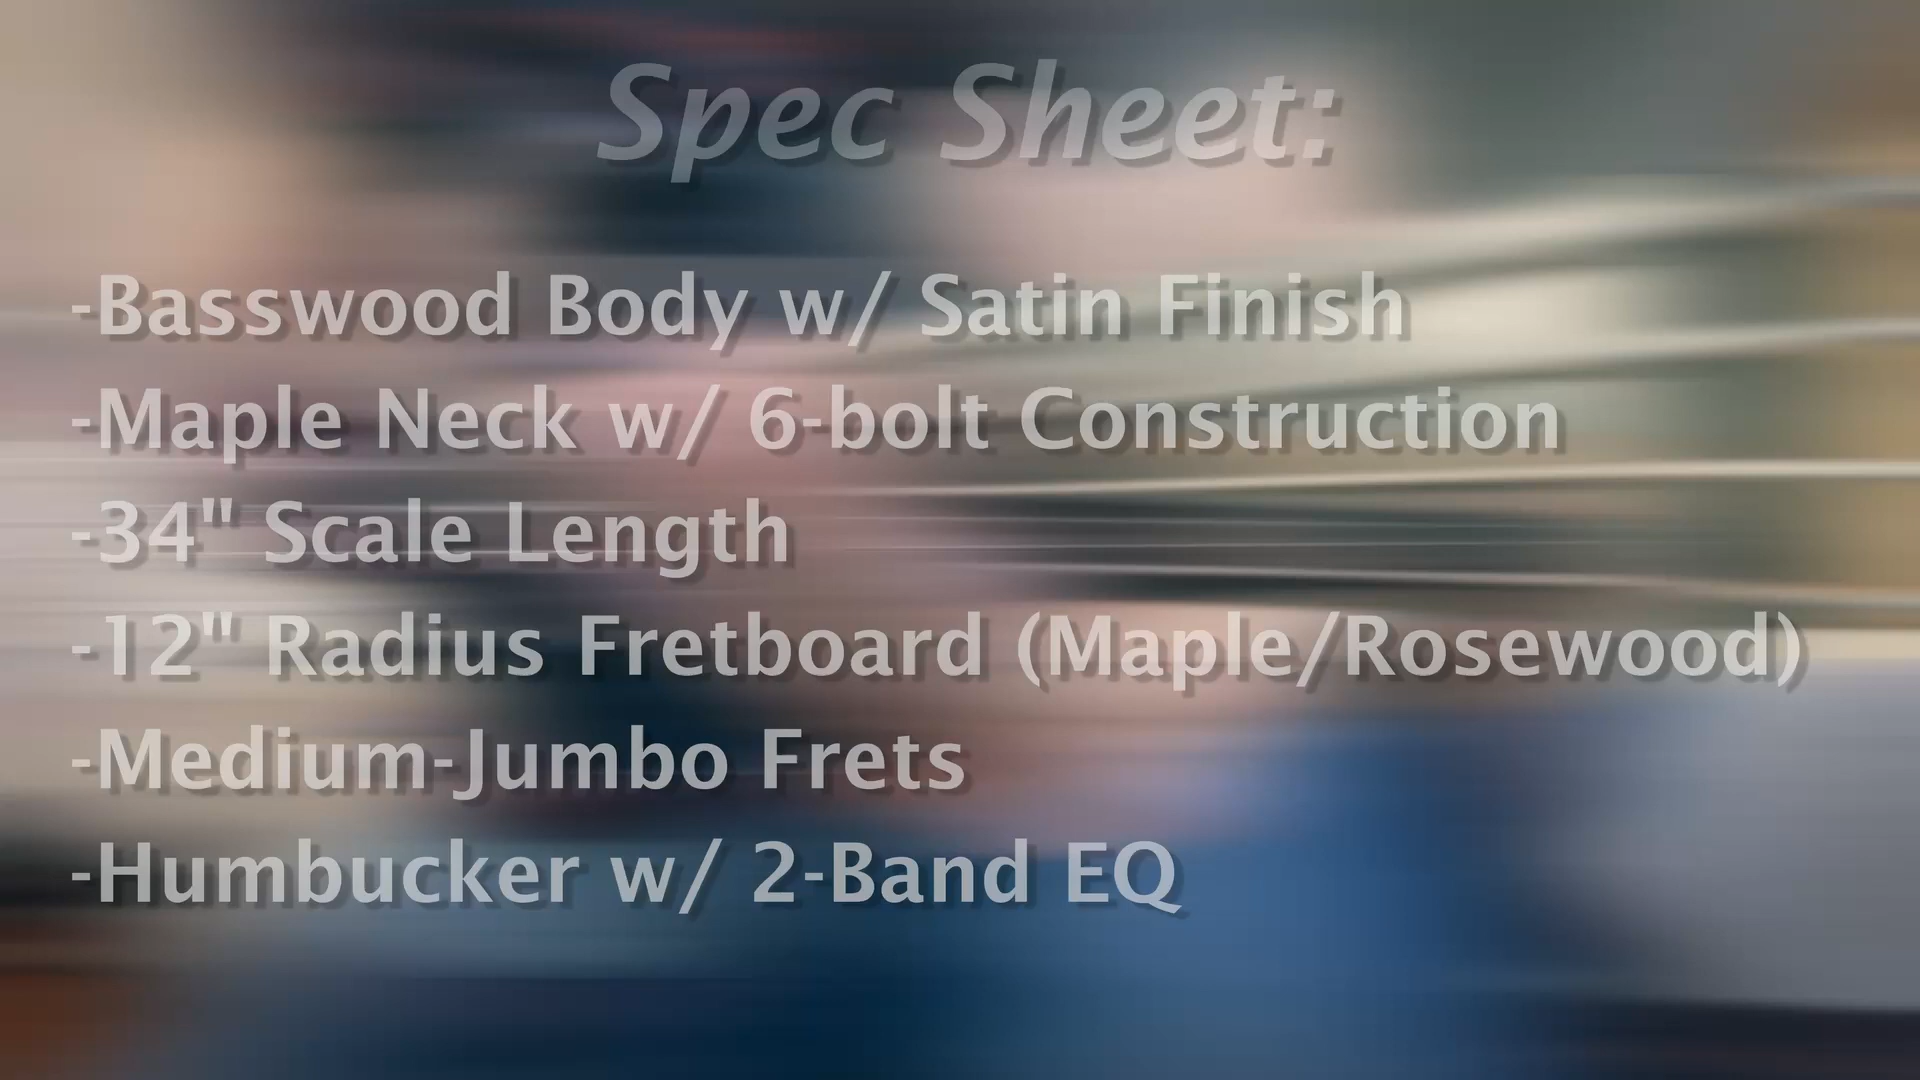 Spec Sheet:
-Basswood Body w/ Satin Finish
-Maple Neck w/ 6-bolt Construction
-34" Scale Length
-12" Radius Fretboard (Maple/Rosewood)
-Medium-Jumbo Frets
-Humbucker w/ 2-Band EQ